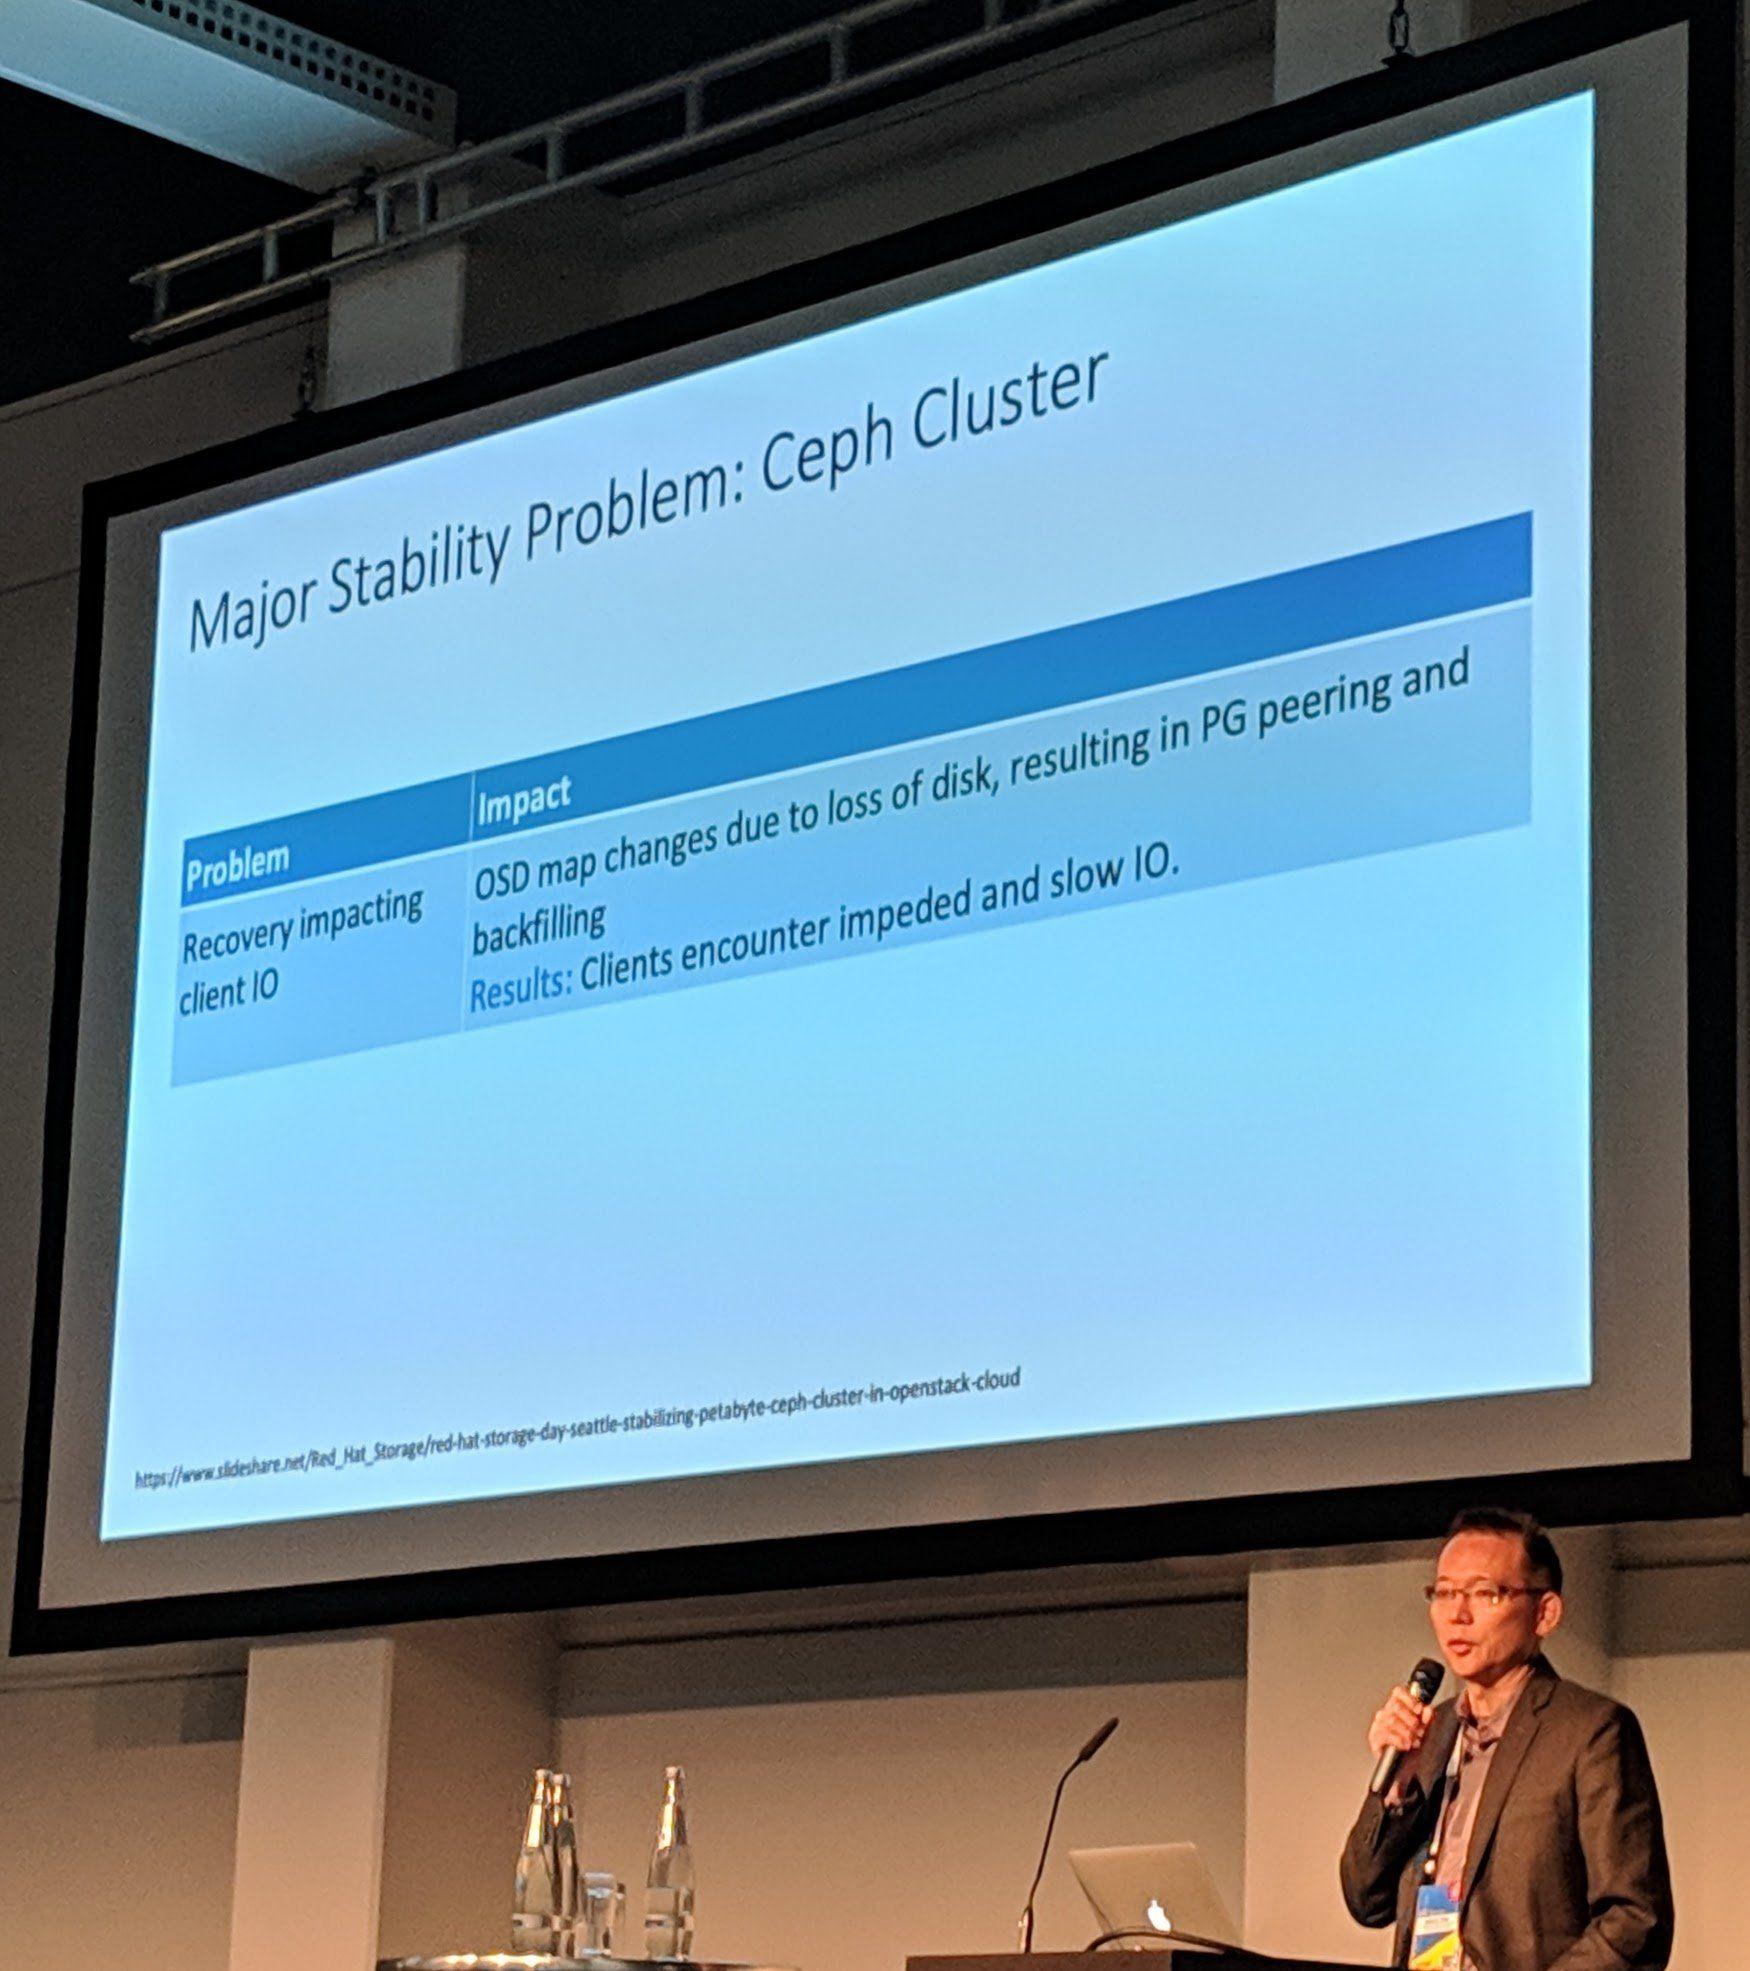 Major Stability Problem: Ceph Cluster
Problem
Impact
Recovery impacting
client IO
OSD map changes due to loss of disk, resulting in PG peering and
backfilling
Results: Clients encounter impeded and slow IO.
https://www.slideshare.net/Red_Hat_Storage/red-hat-storage-day-seattle-stabilizing-petabyte-ceph-cluster-in-openstack-cloud